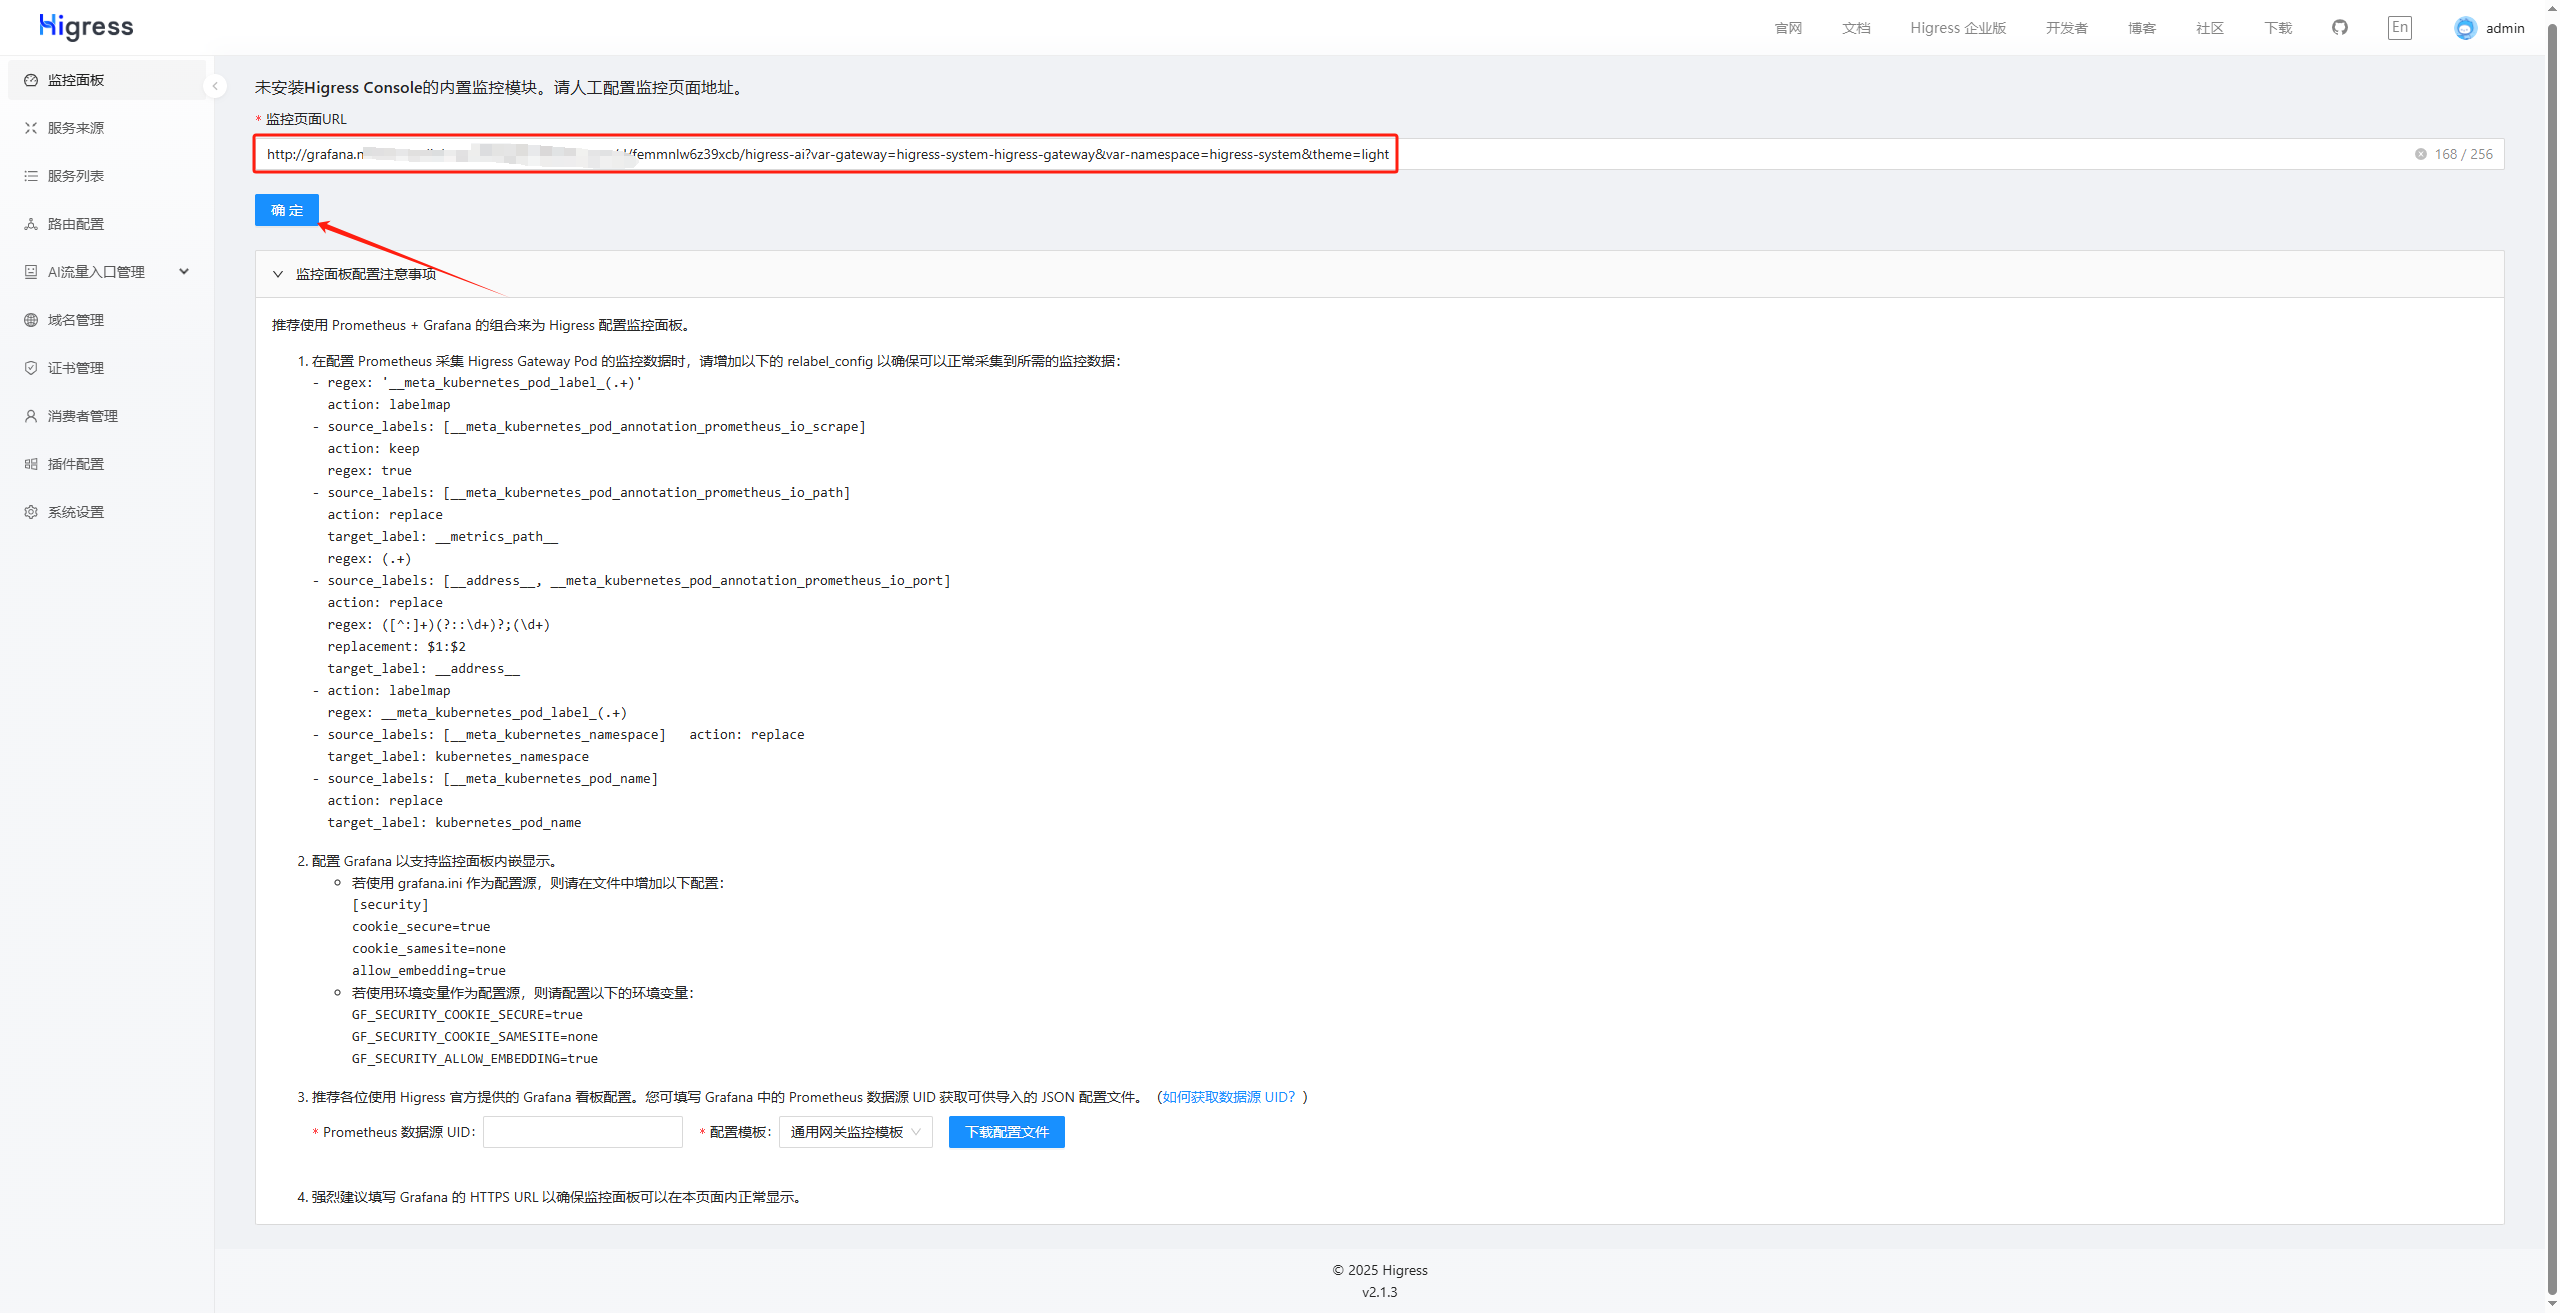 Higress
官网
文档
Higress 企业版
开发者
博客
社区
下载
En
admin
监控面板
服务来源
服务列表
路由配置
AI流量入口管理
域名管理
证书管理
消费者管理
插件配置
系统设置
未安装Higress Console的内置监控模块。请人工配置监控页面地址。
* 监控页面URL
http://grafana. /femmnlw6z39xcb/higress-ai?var-gateway=higress-system-higress-gateway&var-namespace=higress-system&theme=light
168 / 256
确 定
监控面板配置注意事项
推荐使用 Prometheus + Grafana 的组合来为 Higress 配置监控面板。
1. 在配置 Prometheus 采集 Higress Gateway Pod 的监控数据时，请增加以下的 relabel_config 以确保可以正常采集到所需的监控数据：
- regex: '__meta_kubernetes_pod_label_(.+)'
action: labelmap
- source_labels: [__meta_kubernetes_pod_annotation_prometheus_io_scrape]
action: keep
regex: true
- source_labels: [__meta_kubernetes_pod_annotation_prometheus_io_path]
action: replace
target_label: __metrics_path__
regex: (.+)
- source_labels: [__address__, __meta_kubernetes_pod_annotation_prometheus_io_port]
action: replace
regex: ([^:]+)(?::\d+)?;(\d+)
replacement: $1:$2
target_label: __address__
- action: labelmap
regex: __meta_kubernetes_pod_label_(.+)
- source_labels: [__meta_kubernetes_namespace]   action: replace
target_label: kubernetes_namespace
- source_labels: [__meta_kubernetes_pod_name]
action: replace
target_label: kubernetes_pod_name
2. 配置 Grafana 以支持监控面板内嵌显示。
若使用 grafana.ini 作为配置源，则请在文件中增加以下配置：
[security]
cookie_secure=true
cookie_samesite=none
allow_embedding=true
若使用环境变量作为配置源，则请配置以下的环境变量：
GF_SECURITY_COOKIE_SECURE=true
GF_SECURITY_COOKIE_SAMESITE=none
GF_SECURITY_ALLOW_EMBEDDING=true
3. 推荐各位使用 Higress 官方提供的 Grafana 看板配置。您可填写 Grafana 中的 Prometheus 数据源 UID 获取可供导入的 JSON 配置文件。（如何获取数据源 UID？）
* Prometheus 数据源 UID：
* 配置模板：
通用网关监控模板
下载配置文件
4. 强烈建议填写 Grafana 的 HTTPS URL 以确保监控面板可以在本页面内正常显示。
© 2025 Higress
v2.1.3